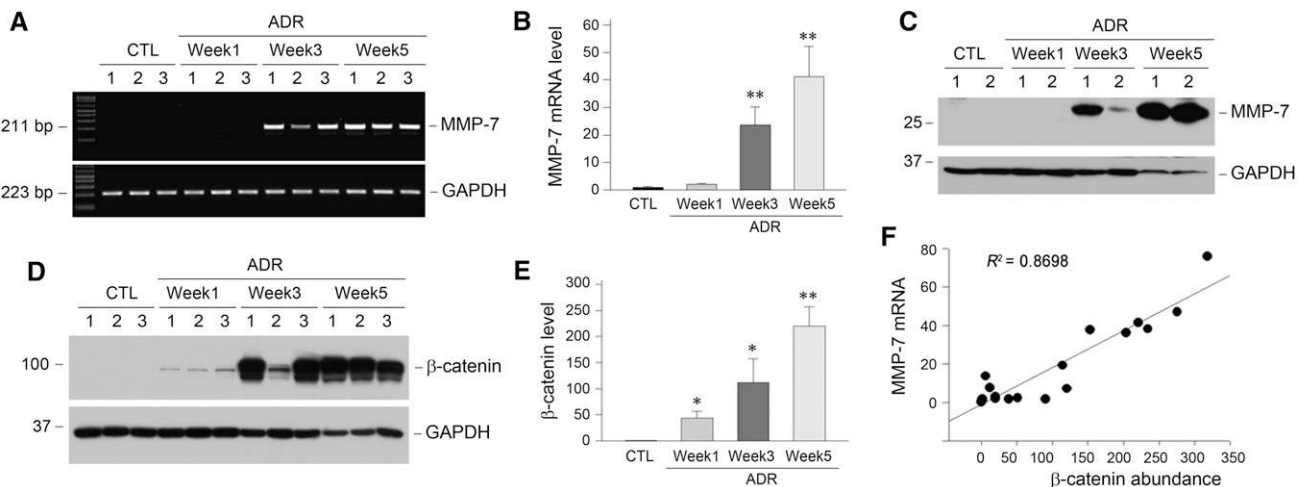 A
ADR
CTL Week1 Week3 Week5
1 2 3 1 2 3 1 2 3 1 2 3
211 bp – – MMP-7
223 bp – – GAPDH
B
MMP-7 mRNA level
60
50
40
30
20
10
0
** **
CTL Week1 Week3 Week5
ADR
C
ADR
CTL Week1 Week3 Week5
1 2 1 2 1 2 1 2
25 – – MMP-7
37 – – GAPDH
D
ADR
CTL Week1 Week3 Week5
1 2 3 1 2 3 1 2 3 1 2 3
100 – – β-catenin
37 – – GAPDH
E
β-catenin level
300
250
200
150
100
50
0
* * **
CTL Week1 Week3 Week5
ADR
F
R² = 0.8698
MMP-7 mRNA
80
60
40
20
0
0 50 100 150 200 250 300 350
β-catenin abundance